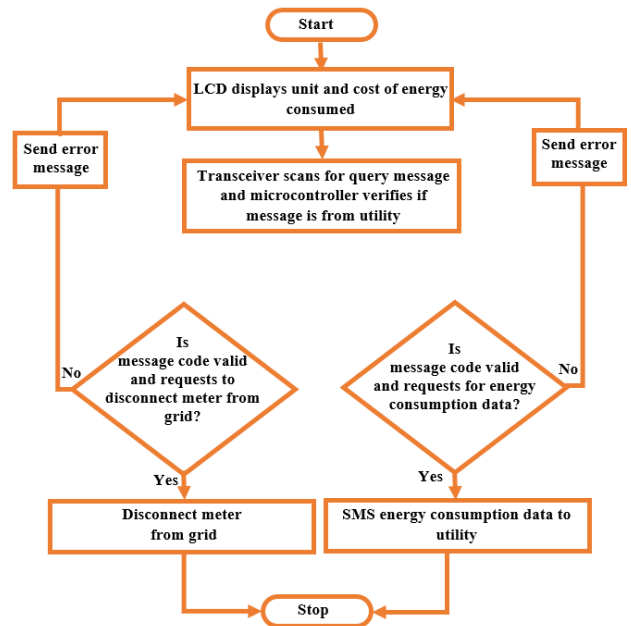 Start
LCD displays unit and cost of energy
consumed
Send error
message
Send error
message
Transceiver scans for query message
and microcontroller verifies if
message is from utility
Is
message code valid
and requests to
disconnect meter from
grid?
No
Is
message code valid
and requests for energy
consumption data?
No
Yes
Yes
Disconnect meter
from grid
SMS energy consumption data to
utility
Stop